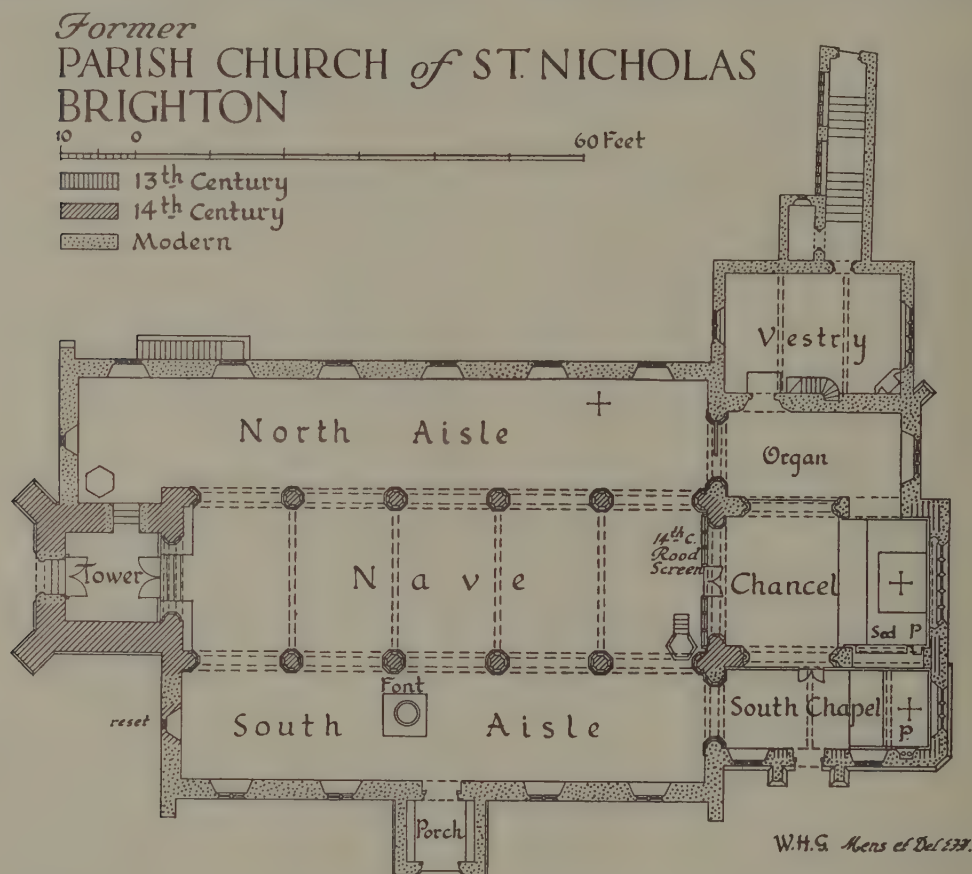 Former
PARISH CHURCH of ST. NICHOLAS
BRIGHTON
10 0 60 Feet
13th Century
14th Century
Modern
Vestry
North Aisle
Organ
14th C.
Rood
Screen
Tower
Nave
Chancel
Sed P
Font
reset
South Aisle
South Chapel
P.
Porch
W.H.G. Mens et Del